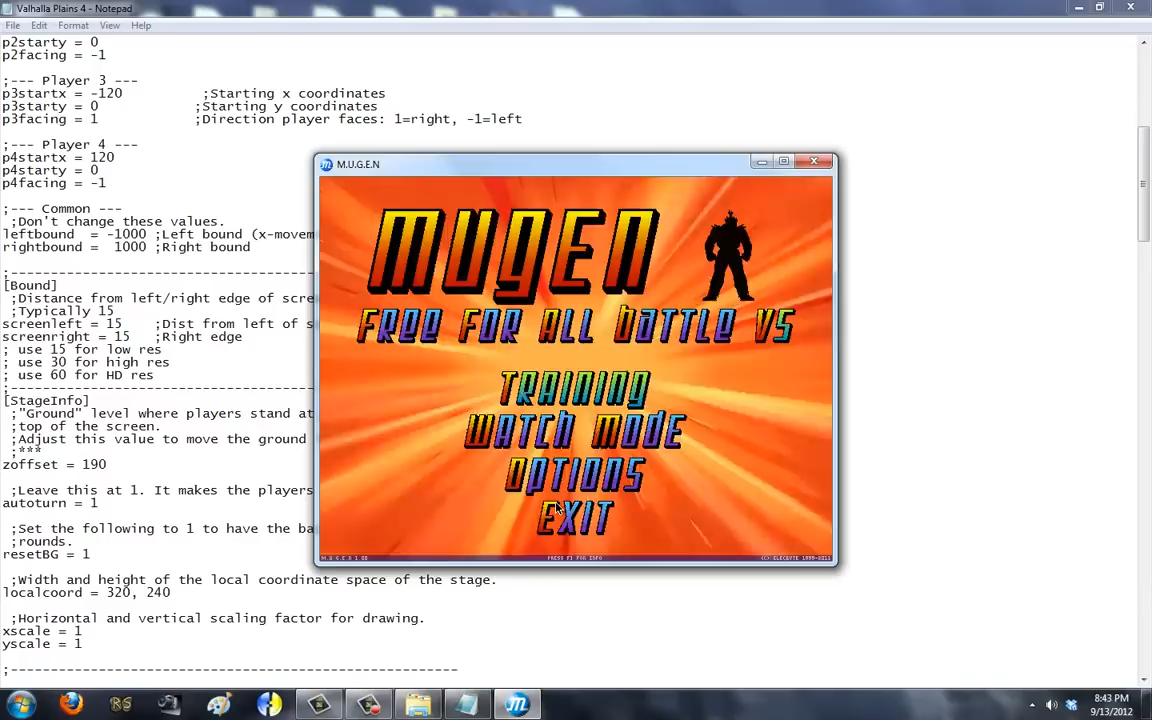 Valhalla Plains 4 - Notepad
File Edit Format View Help
p2starty = 0
p2facing = -1
;--- Player 3 ---
p3startx = -120 ;Starting x coordinates
p3starty = 0 ;Starting y coordinates
p3facing = 1 ;Direction player faces: 1=right, -1=left
;--- Player 4 ---
p4startx = 120
p4starty = 0
p4facing = -1
;--- Common ---
;Don't change these values.
leftbound = -1000 ;Left bound (x-movem
rightbound = 1000 ;Right bound
;-----------------------------------
[Bound]
;Distance from left/right edge of scre
;Typically 15
screenleft = 15 ;Dist from left of s
screenright = 15 ;Right edge
; use 15 for low res
; use 30 for high res
; use 60 for HD res
;-----------------------------------
[StageInfo]
;"Ground" level where players stand at
;top of the screen.
;Adjust this value to move the ground
;***
zoffset = 190
;Leave this at 1. It makes the players
autoturn = 1
;Set the following to 1 to have the ba
;rounds.
resetBG = 1
;Width and height of the local coordinate space of the stage.
localcoord = 320, 240
;Horizontal and vertical scaling factor for drawing.
xscale = 1
yscale = 1
;-------------------------------------------------------
M.U.G.E.N
MUGEN
Free For All Battle VS
Training
Watch Mode
Options
Exit
PRESS F1 FOR INFO
(C) ELECBYTE 1999-2011
RS
8:43 PM
9/13/2012